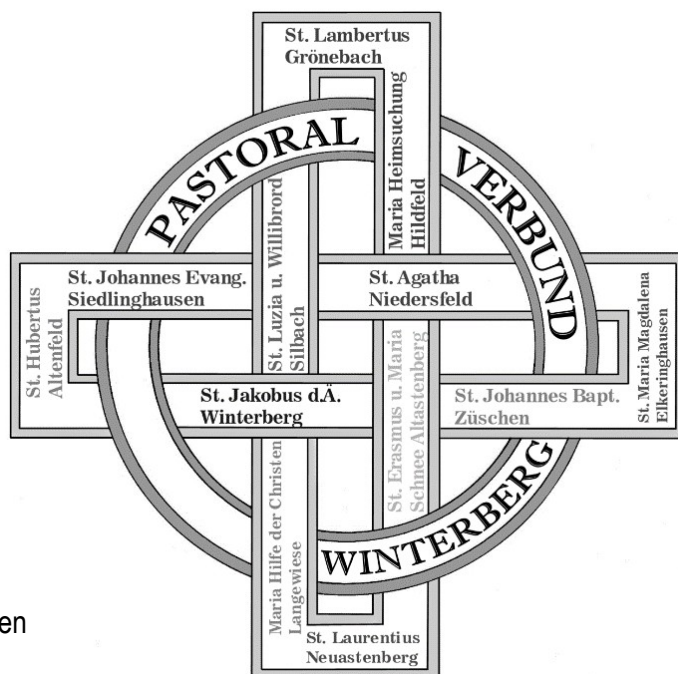 St. Lambertus
Grönebach
PASTORAL
VERBUND
WINTERBERG
St. Luzia u. Willibrord
Silbach
Maria Heimsuchung
Hildfeld
St. Johannes Evang.
Siedlinghausen
St. Agatha
Niedersfeld
St. Hubertus
Altenfeld
St. Maria Magdalena
Elkeringhausen
St. Jakobus d.Ä.
Winterberg
St. Johannes Bapt.
Züschen
St. Erasmus u. Maria
Schnee Altastenberg
Maria Hilfe der Christen
Langewiese
St. Laurentius
Neuastenberg
en